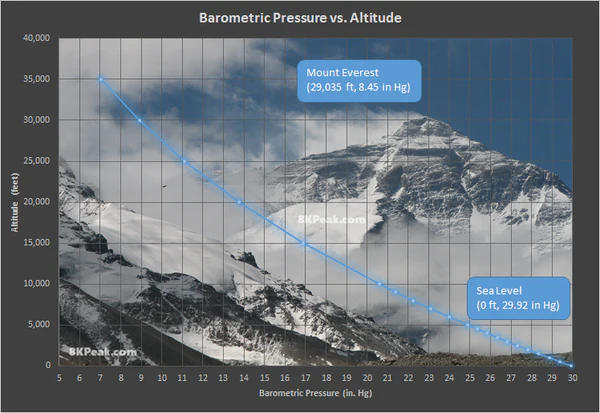 Barometric Pressure vs. Altitude
40,000
35,000
30,000
25,000
20,000
15,000
10,000
5,000
0
Altitude (feet)
Mount Everest
(29,035 ft, 8.45 in Hg)
8KPeak.com
Sea Level
(0 ft, 29.92 in Hg)
8KPeak.com
5 6 7 8 9 10 11 12 13 14 15 16 17 18 19 20 21 22 23 24 25 26 27 28 29 30
Barometric Pressure (in. Hg)